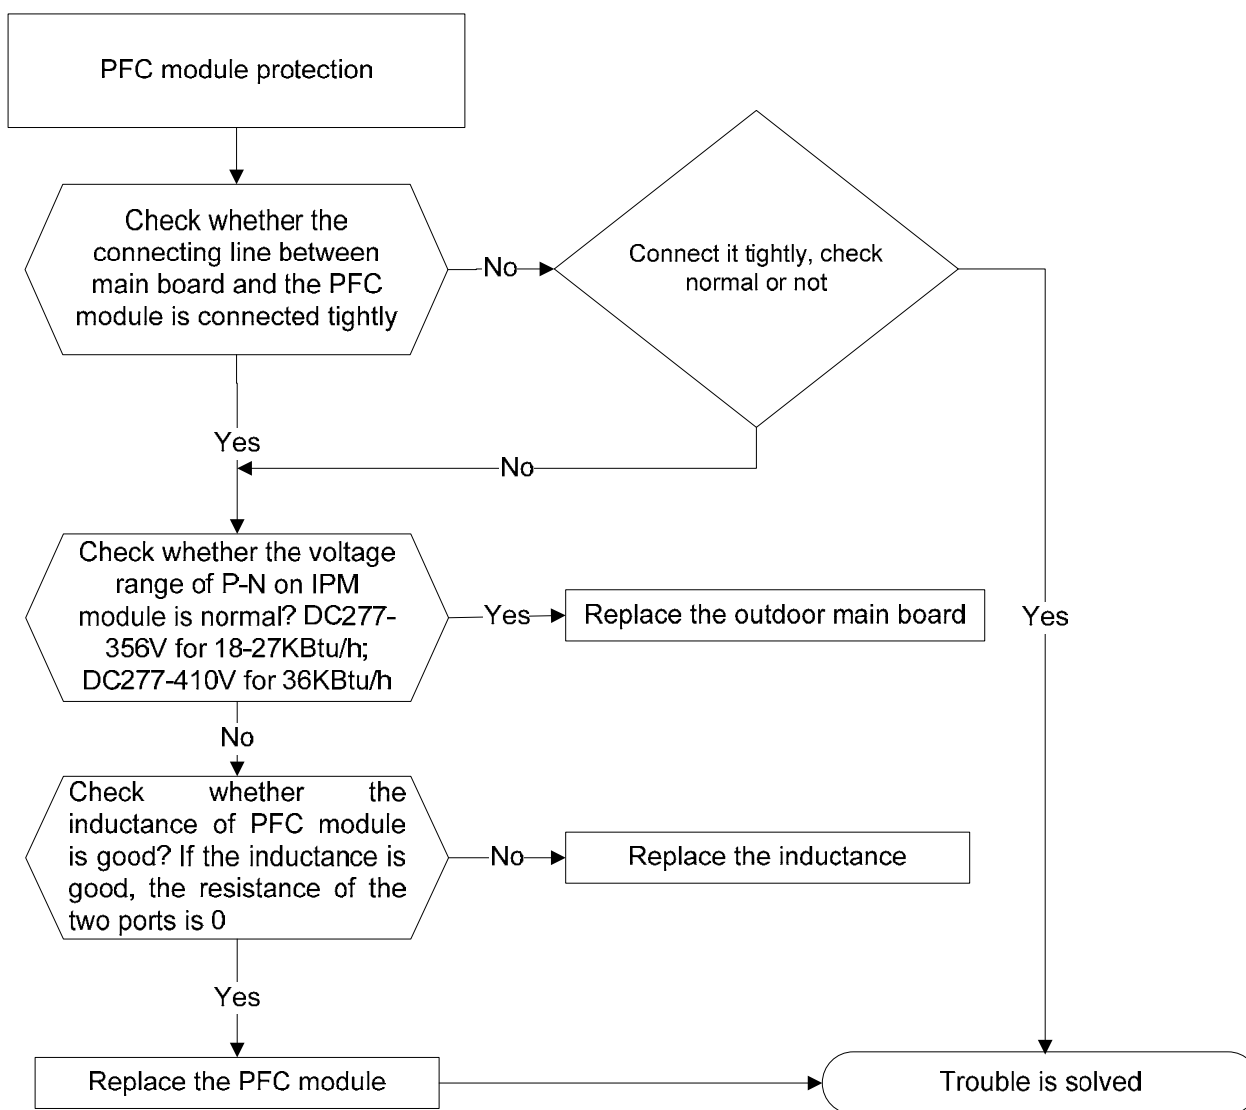 PFC module protection
Check whether the
connecting line between
main board and the PFC
module is connected tightly
No
Connect it tightly, check
normal or not
Yes
No
Check whether the voltage
range of P-N on IPM
module is normal? DC277-
356V for 18-27KBtu/h;
DC277-410V for 36KBtu/h
Yes
Replace the outdoor main board
Yes
No
Check whether the
inductance of PFC module
is good? If the inductance is
good, the resistance of the
two ports is 0
No
Replace the inductance
Yes
Replace the PFC module
Trouble is solved